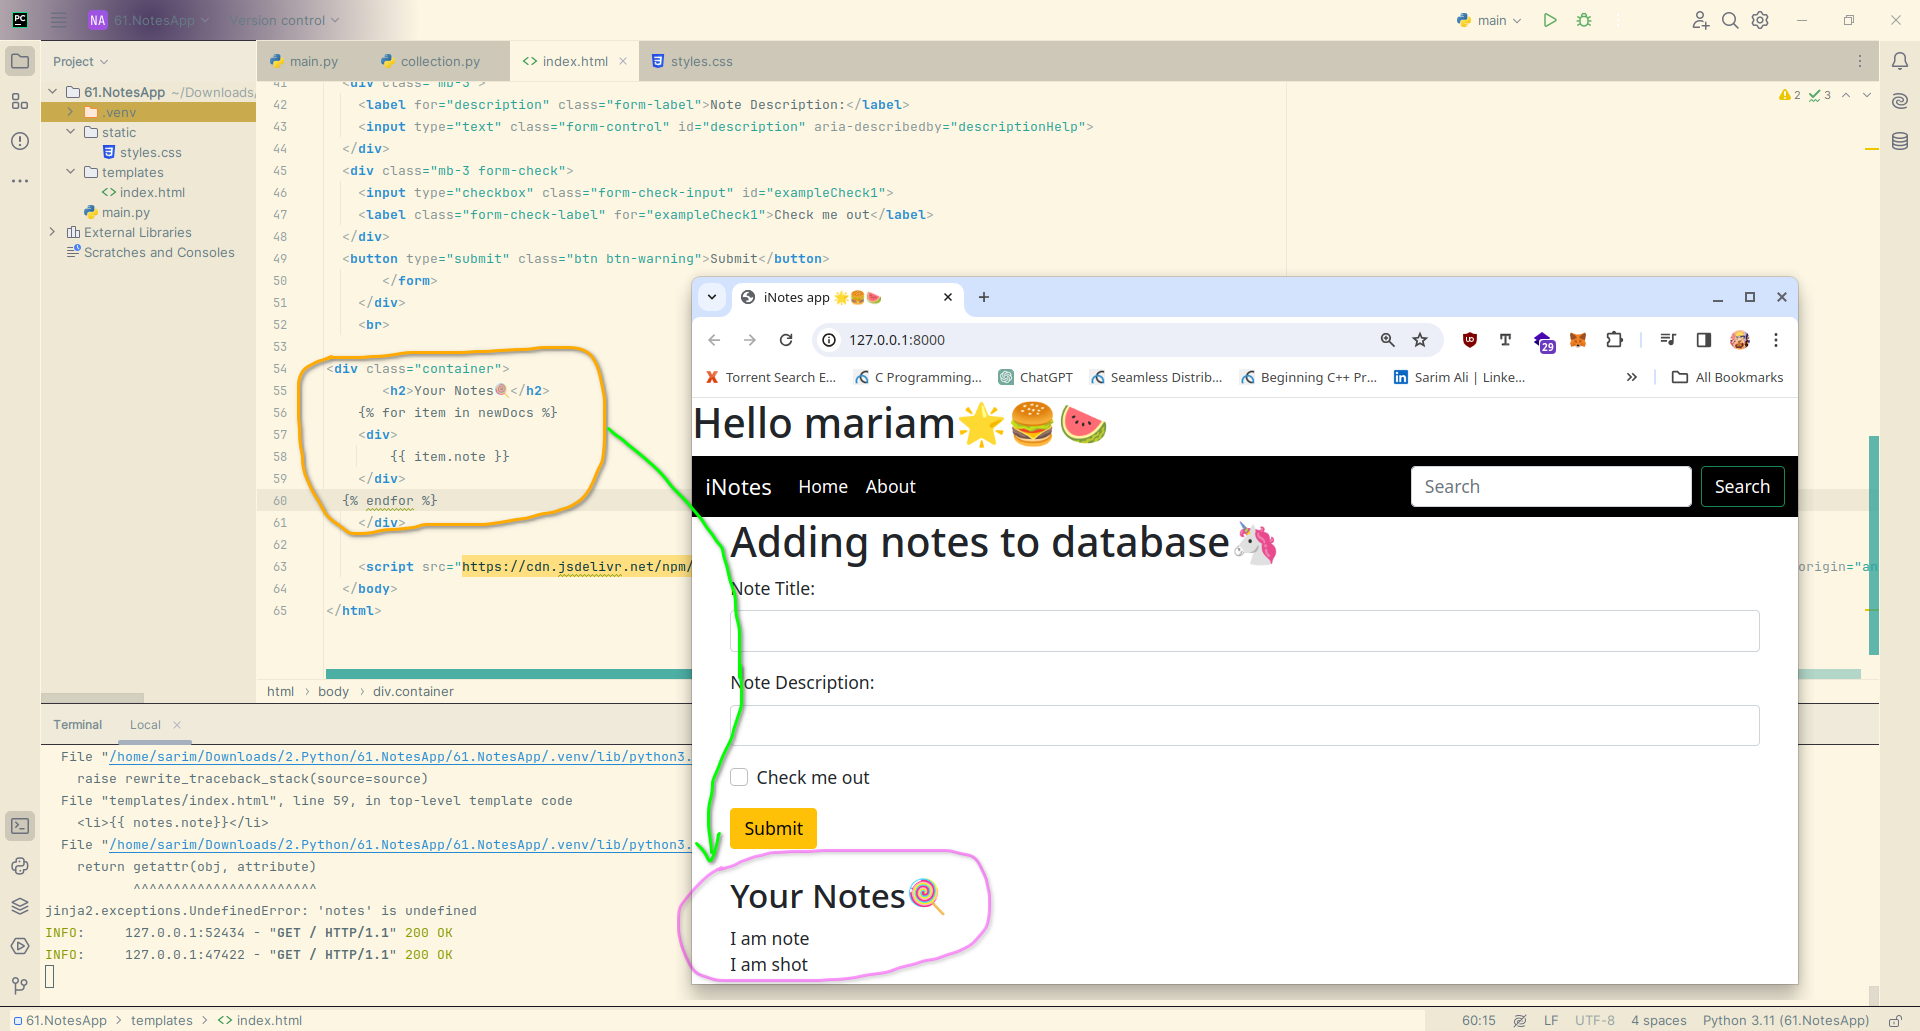 PC
NA 61.NotesApp Version control
main
Project
main.py collection.py index.html styles.css
61.NotesApp ~/Downloads/
.venv
static
styles.css
templates
index.html
main.py
External Libraries
Scratches and Consoles
2 3
41 <div class="mb-3">
42 <label for="description" class="form-label">Note Description:</label>
43 <input type="text" class="form-control" id="description" aria-describedby="descriptionHelp">
44 </div>
45 <div class="mb-3 form-check">
46 <input type="checkbox" class="form-check-input" id="exampleCheck1">
47 <label class="form-check-label" for="exampleCheck1">Check me out</label>
48 </div>
49 <button type="submit" class="btn btn-warning">Submit</button>
50 </form>
51 </div>
52 <br>
53
54 <div class="container">
55 <h2>Your Notes🍭</h2>
56 {% for item in newDocs %}
57 <div>
58 {{ item.note }}
59 </div>
60 {% endfor %}
61 </div>
62
63 <script src="https://cdn.jsdelivr.net/npm/ origin="an
64 </body>
65 </html>
html › body › div.container
iNotes app 🌟🍔🍉
127.0.0.1:8000
29
Torrent Search E... C Programming... ChatGPT Seamless Distrib... Beginning C++ Pr... Sarim Ali | Linke... » All Bookmarks
Hello mariam🌟🍔🍉
iNotes Home About Search Search
Adding notes to database🦄
Note Title:
Note Description:
Check me out
Submit
Your Notes🍭
I am note
I am shot
Terminal Local
File "/home/sarim/Downloads/2.Python/61.NotesApp/61.NotesApp/.venv/lib/python3.
raise rewrite_traceback_stack(source=source)
File "templates/index.html", line 59, in top-level template code
<li>{{ notes.note}}</li>
File "/home/sarim/Downloads/2.Python/61.NotesApp/61.NotesApp/.venv/lib/python3.
return getattr(obj, attribute)
^^^^^^^^^^^^^^^^^^^^^^^
jinja2.exceptions.UndefinedError: 'notes' is undefined
INFO: 127.0.0.1:52434 - "GET / HTTP/1.1" 200 OK
INFO: 127.0.0.1:47422 - "GET / HTTP/1.1" 200 OK
61.NotesApp › templates › index.html
60:15 LF UTF-8 4 spaces Python 3.11 (61.NotesApp)